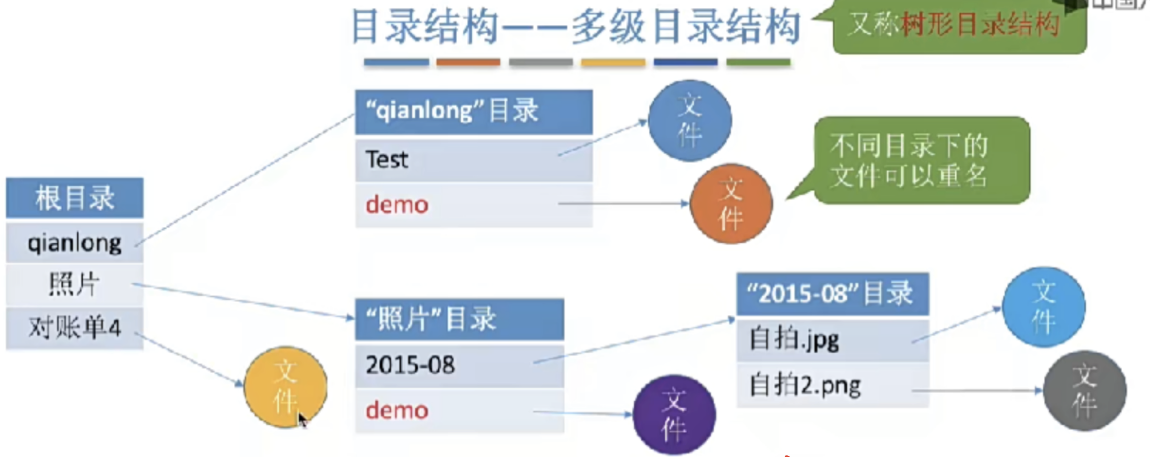 目录结构——多级目录结构
又称树形目录结构
"qianlong"目录
Test
demo
文
件
文
件
不同目录下的
文件可以重名
根目录
qianlong
照片
对账单4
文
件
"照片"目录
2015-08
demo
文
件
"2015-08"目录
自拍.jpg
自拍2.png
文
件
文
件